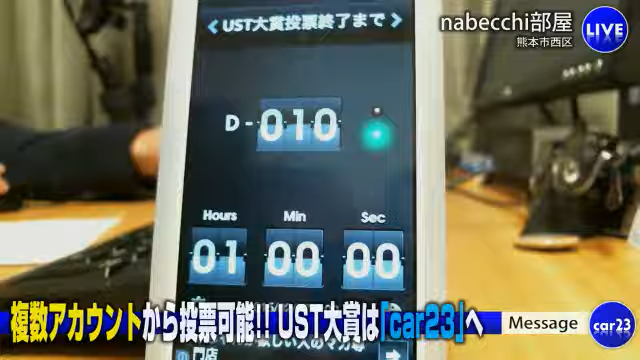 nabecchi部屋
熊本市西区
LIVE
UST大賞投票終了まで
D-010
Hours Min Sec
01 00 00
複数アカウントから投票可能!! UST大賞は「car23」へ
Message
car23